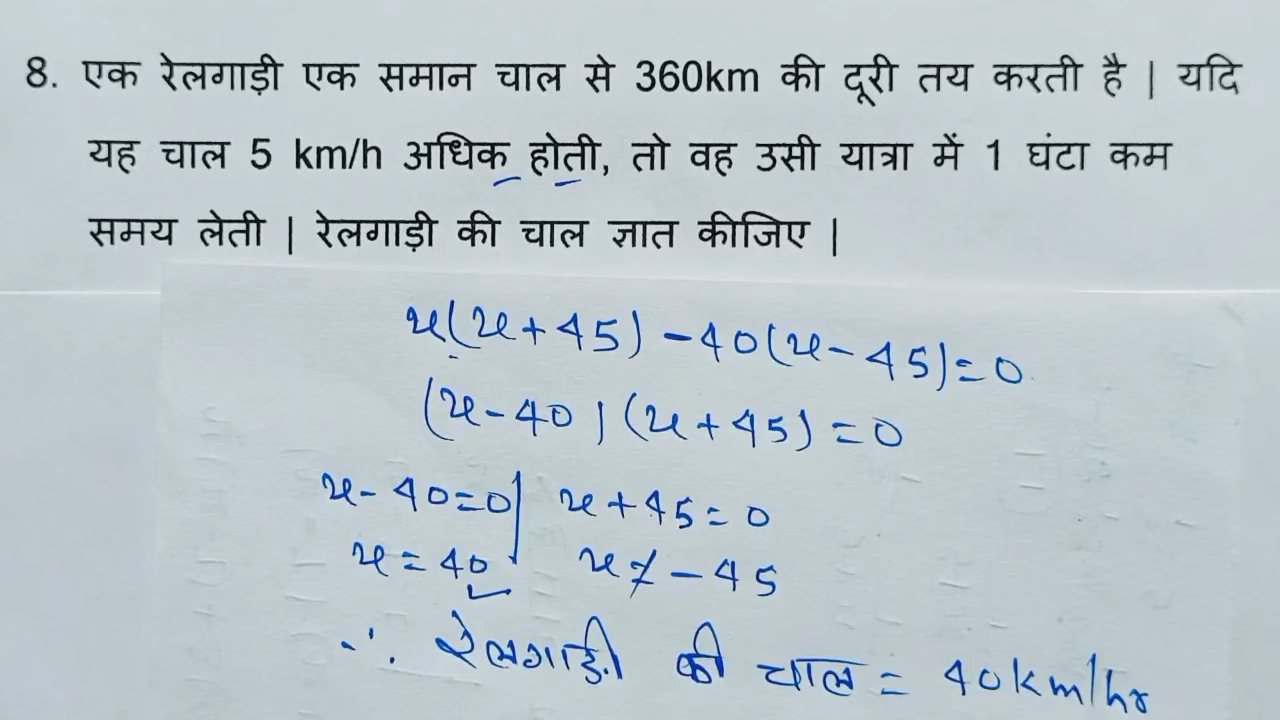 8. एक रेलगाड़ी एक समान चाल से 360km की दूरी तय करती है | यदि
यह चाल 5 km/h अधिक होती, तो वह उसी यात्रा में 1 घंटा कम
समय लेती | रेलगाड़ी की चाल ज्ञात कीजिए |
x(x+45)-40(x-45)=0
(x-40)(x+45)=0
x-40=0 | x+45=0
x=40 x≠-45
∴ रेलगाड़ी की चाल = 40km/hr